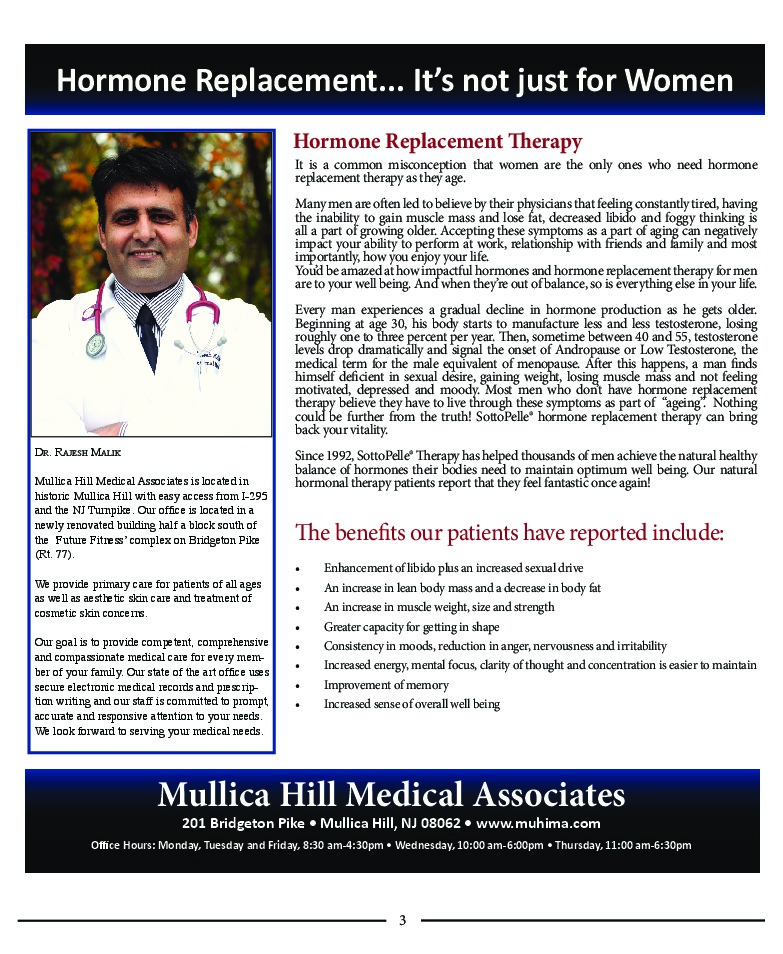 Hormone Replacement... It's not just for Women
DR. RAJESH MALIK
Mullica Hill Medical Associates is located in
historic Mullica Hill with easy access from I-295
and the NJ Turnpike. Our office is located in a
newly renovated building half a block south of
the 'Future Fitness' complex on Bridgeton Pike
(Rt. 77).
We provide primary care for patients of all ages
as well as aesthetic skin care and treatment of
cosmetic skin concerns.
Our goal is to provide competent, comprehensive
and compassionate medical care for every mem-
ber of your family. Our state of the art office uses
secure electronic medical records and prescrip-
tion writing and our staff is committed to prompt,
accurate and responsive attention to your needs.
We look forward to serving your medical needs.
Hormone Replacement Therapy
It is a common misconception that women are the only ones who need hormone
replacement therapy as they age.
Many men are often led to believe by their physicians that feeling constantly tired, having
the inability to gain muscle mass and lose fat, decreased libido and foggy thinking is
all a part of growing older. Accepting these symptoms as a part of aging can negatively
impact your ability to perform at work, relationship with friends and family and most
importantly, how you enjoy your life.
You'd be amazed at how impactful hormones and hormone replacement therapy for men
are to your well being. And when they're out of balance, so is everything else in your life.
Every man experiences a gradual decline in hormone production as he gets older.
Beginning at age 30, his body starts to manufacture less and less testosterone, losing
roughly one to three percent per year. Then, sometime between 40 and 55, testosterone
levels drop dramatically and signal the onset of Andropause or Low Testosterone, the
medical term for the male equivalent of menopause. After this happens, a man finds
himself deficient in sexual desire, gaining weight, losing muscle mass and not feeling
motivated, depressed and moody. Most men who don't have hormone replacement
therapy believe they have to live through these symptoms as part of "ageing". Nothing
could be further from the truth! SottoPelle® hormone replacement therapy can bring
back your vitality.
Since 1992, SottoPelle® Therapy has helped thousands of men achieve the natural healthy
balance of hormones their bodies need to maintain optimum well being. Our natural
hormonal therapy patients report that they feel fantastic once again!
The benefits our patients have reported include:
• Enhancement of libido plus an increased sexual drive
• An increase in lean body mass and a decrease in body fat
• An increase in muscle weight, size and strength
• Greater capacity for getting in shape
• Consistency in moods, reduction in anger, nervousness and irritability
• Increased energy, mental focus, clarity of thought and concentration is easier to maintain
• Improvement of memory
• Increased sense of overall well being
Mullica Hill Medical Associates
201 Bridgeton Pike • Mullica Hill, NJ 08062 • www.muhima.com
Office Hours: Monday, Tuesday and Friday, 8:30 am-4:30pm • Wednesday, 10:00 am-6:00pm • Thursday, 11:00 am-6:30pm
3